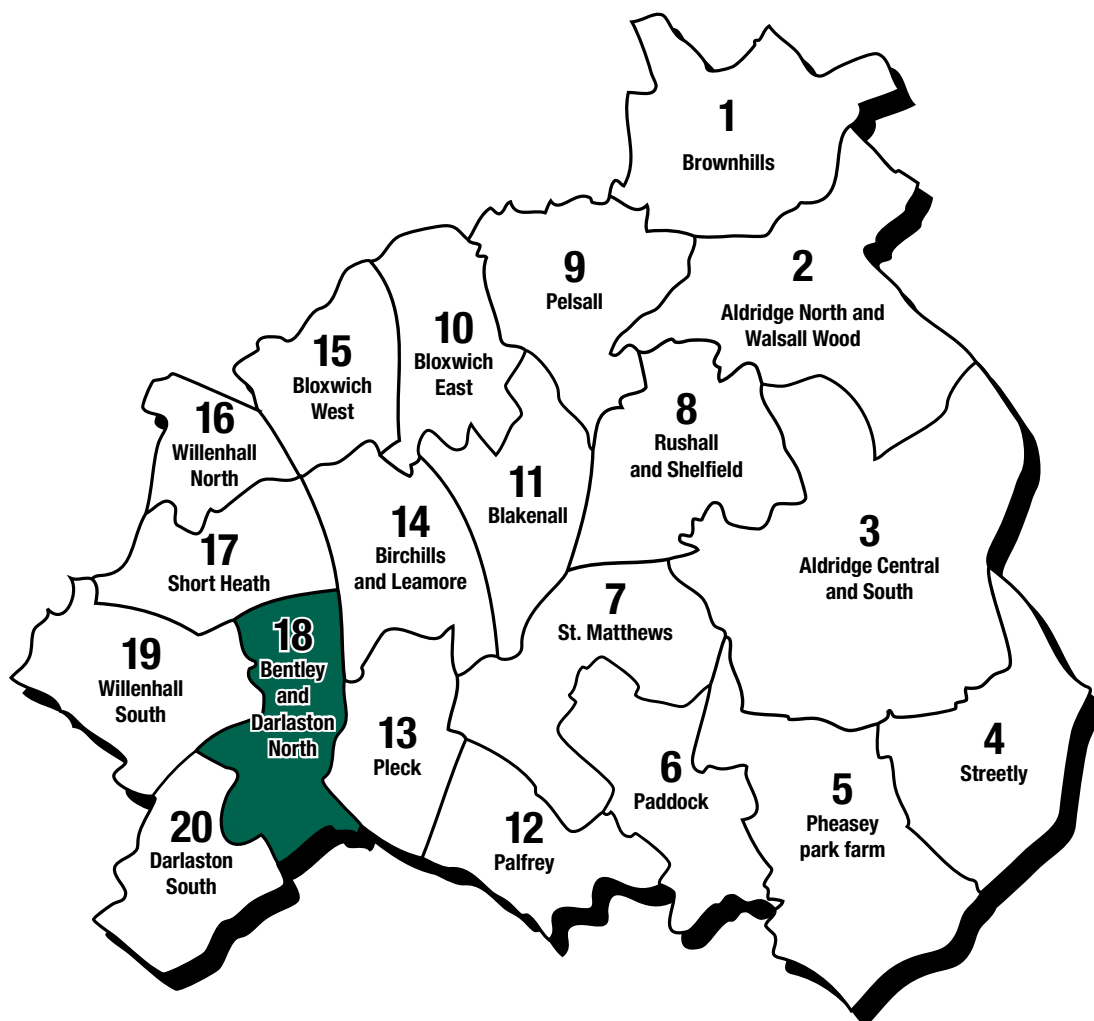 1
Brownhills
2
Aldridge North and
Walsall Wood
9
Pelsall
10
Bloxwich
East
15
Bloxwich
West
16
Willenhall
North
8
Rushall
and Shelfield
11
Blakenall
14
Birchills
and Leamore
3
Aldridge Central
and South
17
Short Heath
7
St. Matthews
18
Bentley
and
Darlaston
North
19
Willenhall
South
13
Pleck
6
Paddock
4
Streetly
5
Pheasey
park farm
12
Palfrey
20
Darlaston
South